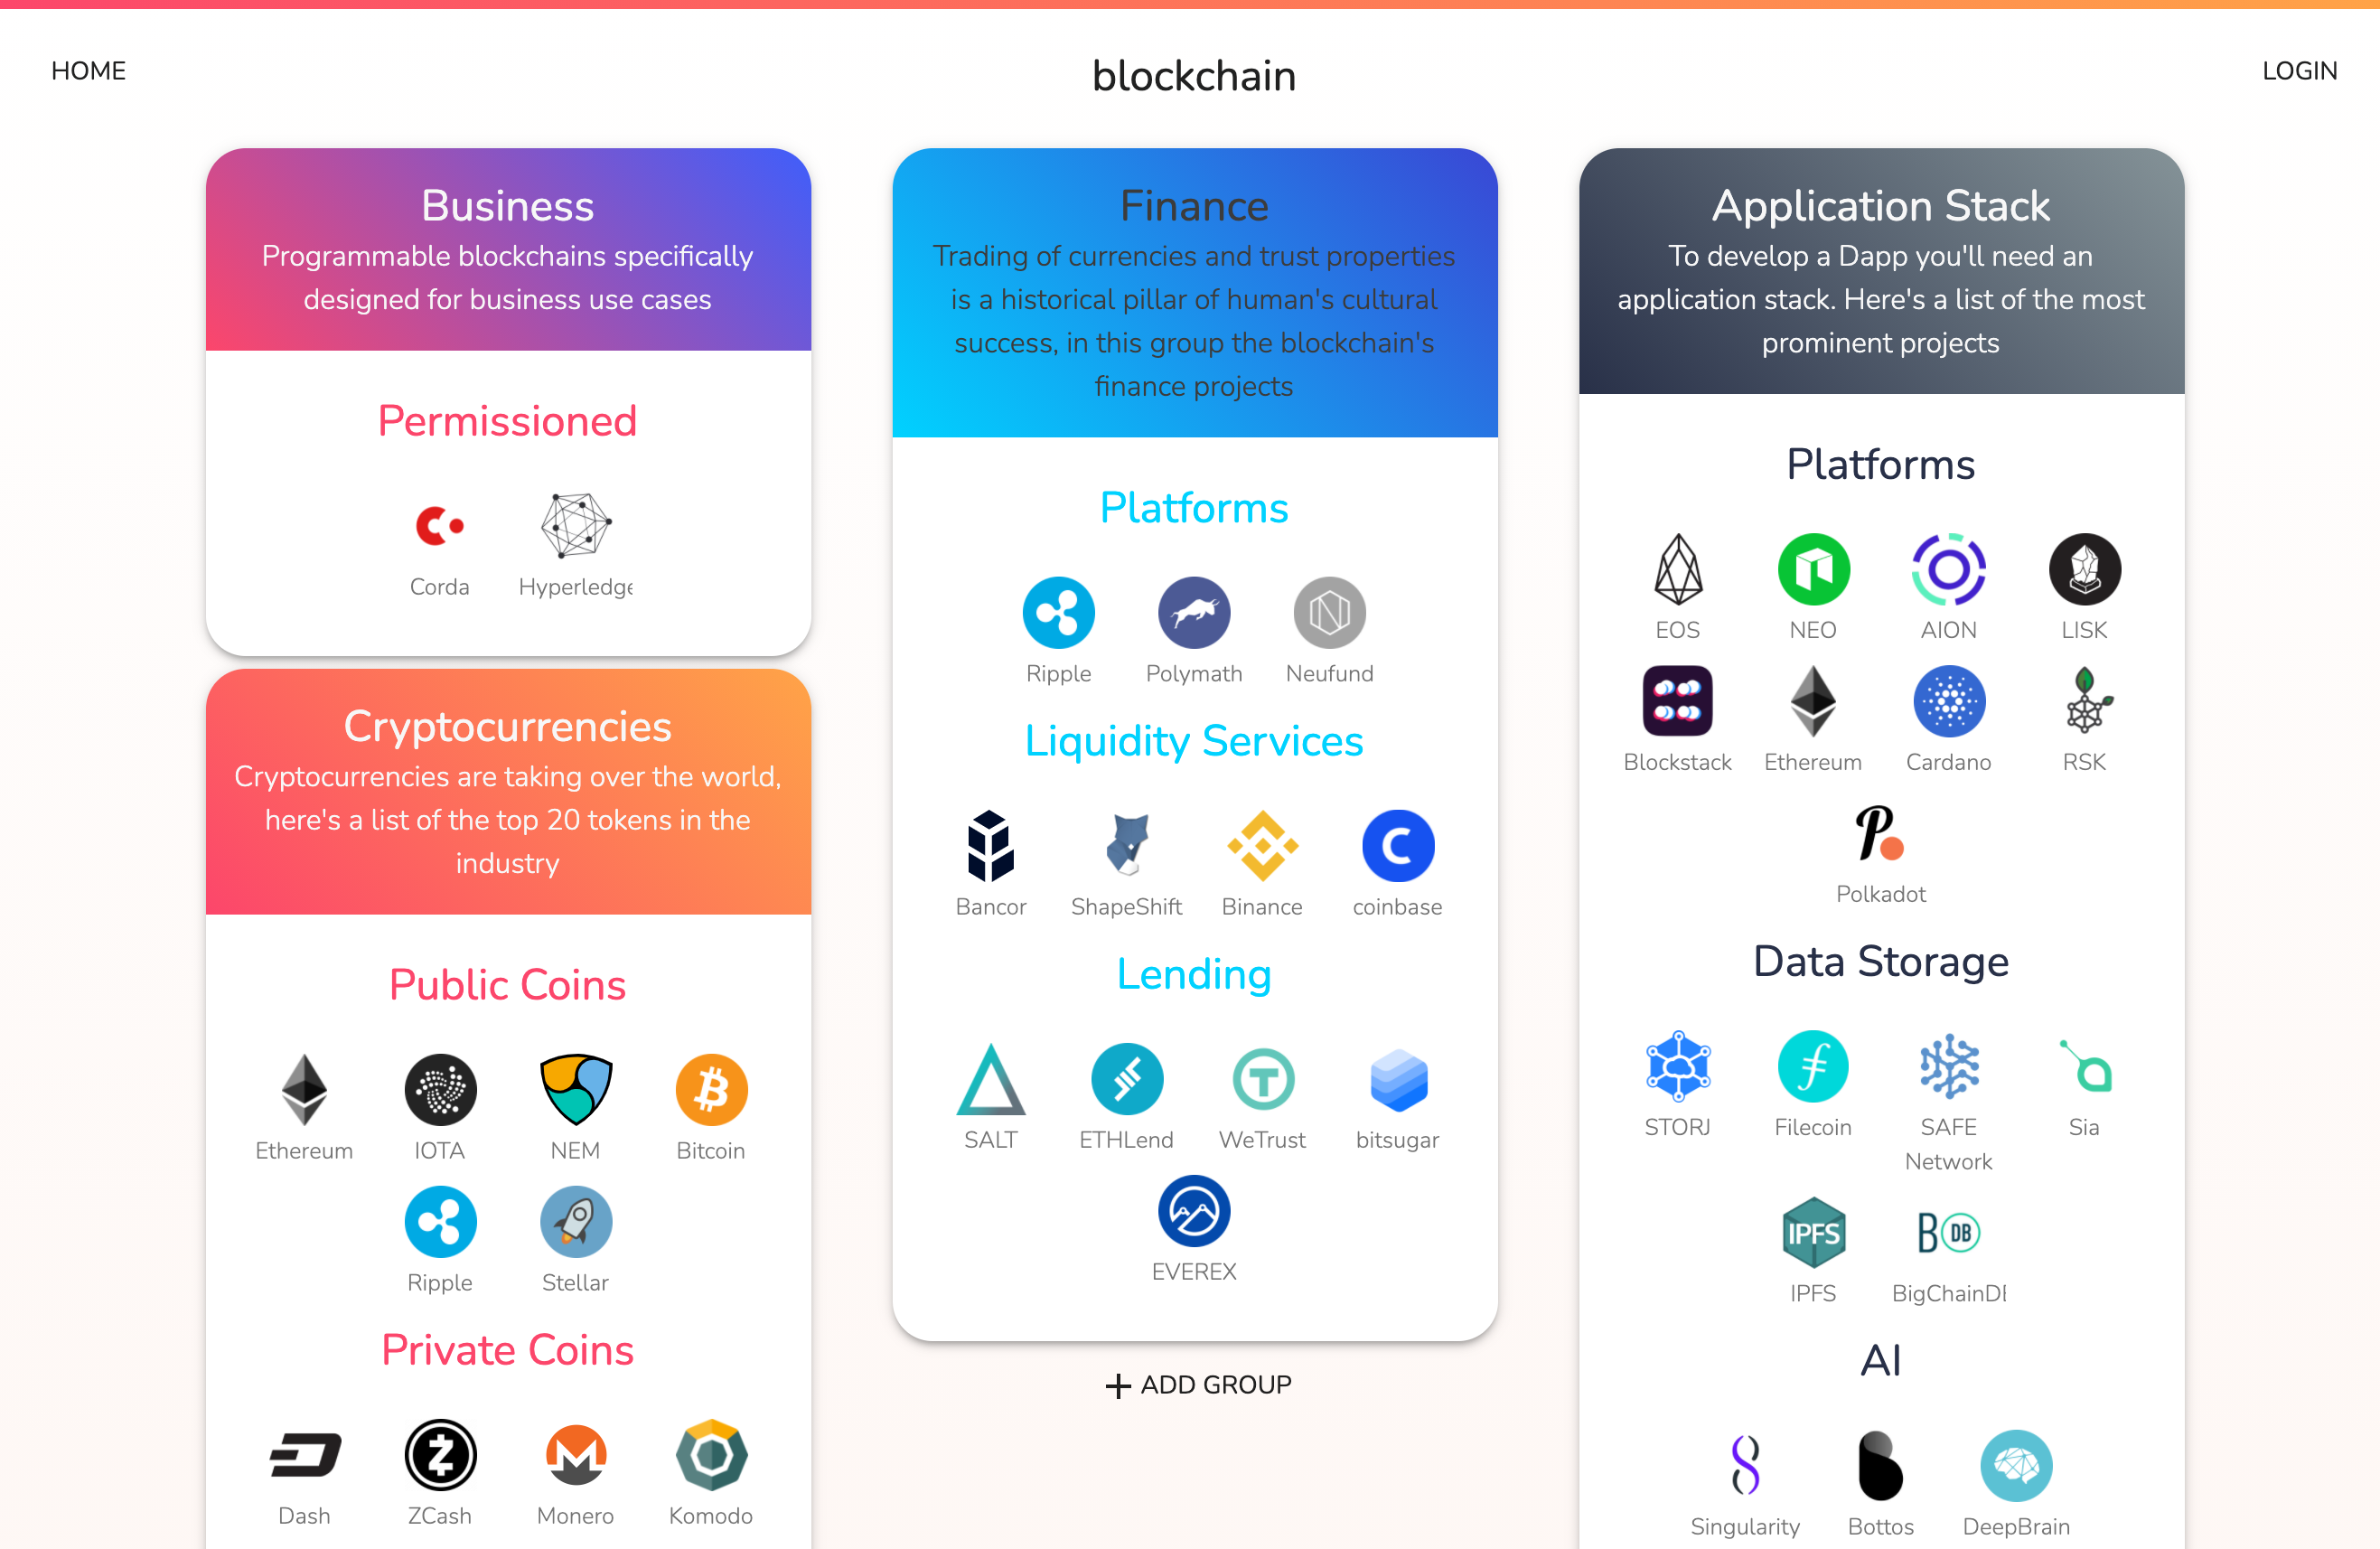 HOME
blockchain
LOGIN
Business
Programmable blockchains specifically
designed for business use cases
Permissioned
Corda
Hyperledge
Cryptocurrencies
Cryptocurrencies are taking over the world,
here's a list of the top 20 tokens in the
industry
Public Coins
Ethereum
IOTA
NEM
Bitcoin
Ripple
Stellar
Private Coins
Dash
ZCash
Monero
Komodo
Finance
Trading of currencies and trust properties
is a historical pillar of human's cultural
success, in this group the blockchain's
finance projects
Platforms
Ripple
Polymath
Neufund
Liquidity Services
Bancor
ShapeShift
Binance
coinbase
Lending
SALT
ETHLend
WeTrust
bitsugar
EVEREX
ADD GROUP
Application Stack
To develop a Dapp you'll need an
application stack. Here's a list of the most
prominent projects
Platforms
EOS
NEO
AION
LISK
Blockstack
Ethereum
Cardano
RSK
Polkadot
Data Storage
STORJ
Filecoin
SAFE
Network
Sia
IPFS
IPFS
B DB
BigChainDB
AI
Singularity
Bottos
DeepBrain